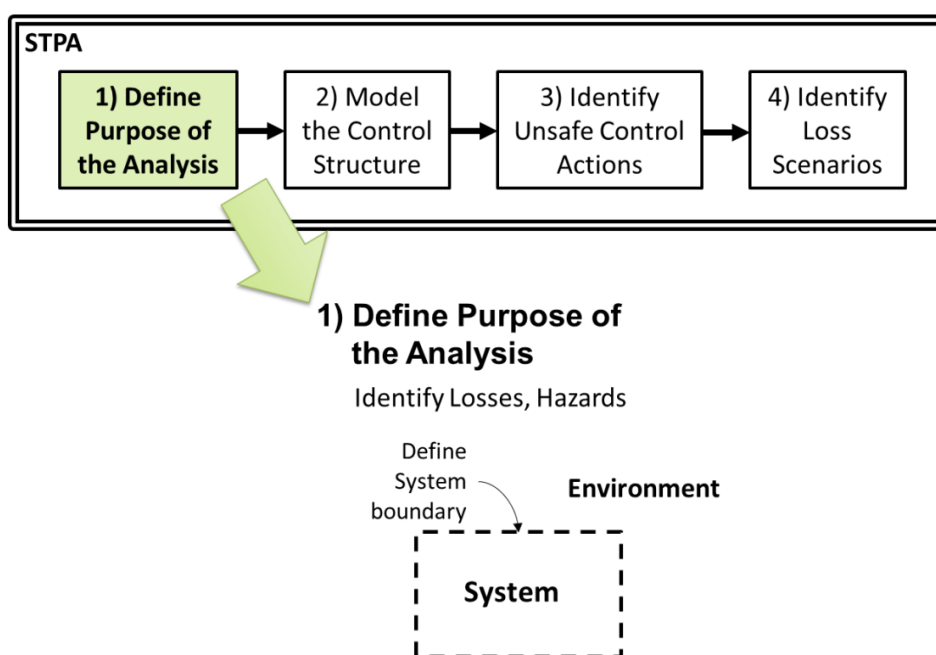 STPA
1) Define
Purpose of
the Analysis
2) Model
the Control
Structure
3) Identify
Unsafe Control
Actions
4) Identify
Loss
Scenarios
1) Define Purpose of
the Analysis
Identify Losses, Hazards
Define
System
boundary
Environment
System